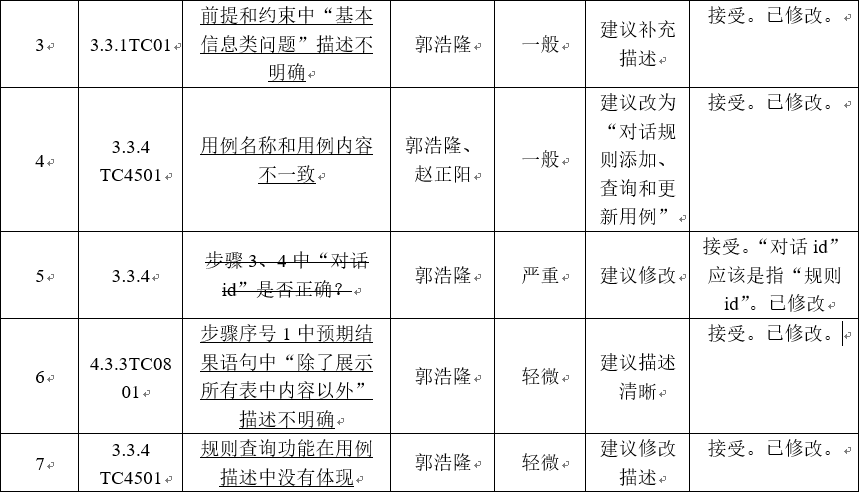 3
3.3.1TC01
前提和约束中“基本
信息类问题”描述不
明确
郭浩隆
一般
建议补充
描述
接受。已修改。
4
3.3.4
TC4501
用例名称和用例内容
不一致
郭浩隆、
赵正阳
一般
建议改为
“对话规
则添加、
查询和更
新用例”
接受。已修改。
5
3.3.4
步骤 3、4 中“对话
id”是否正确？
郭浩隆
严重
建议修改
接受。“对话 id”
应该是指“规则
id”。已修改
6
4.3.3TC08
01
步骤序号 1 中预期结
果语句中“除了展示
所有表中内容以外”
描述不明确
郭浩隆
轻微
建议描述
清晰
接受。已修改。
7
3.3.4
TC4501
规则查询功能在用例
描述中没有体现
郭浩隆
轻微
建议修改
描述
接受。已修改。